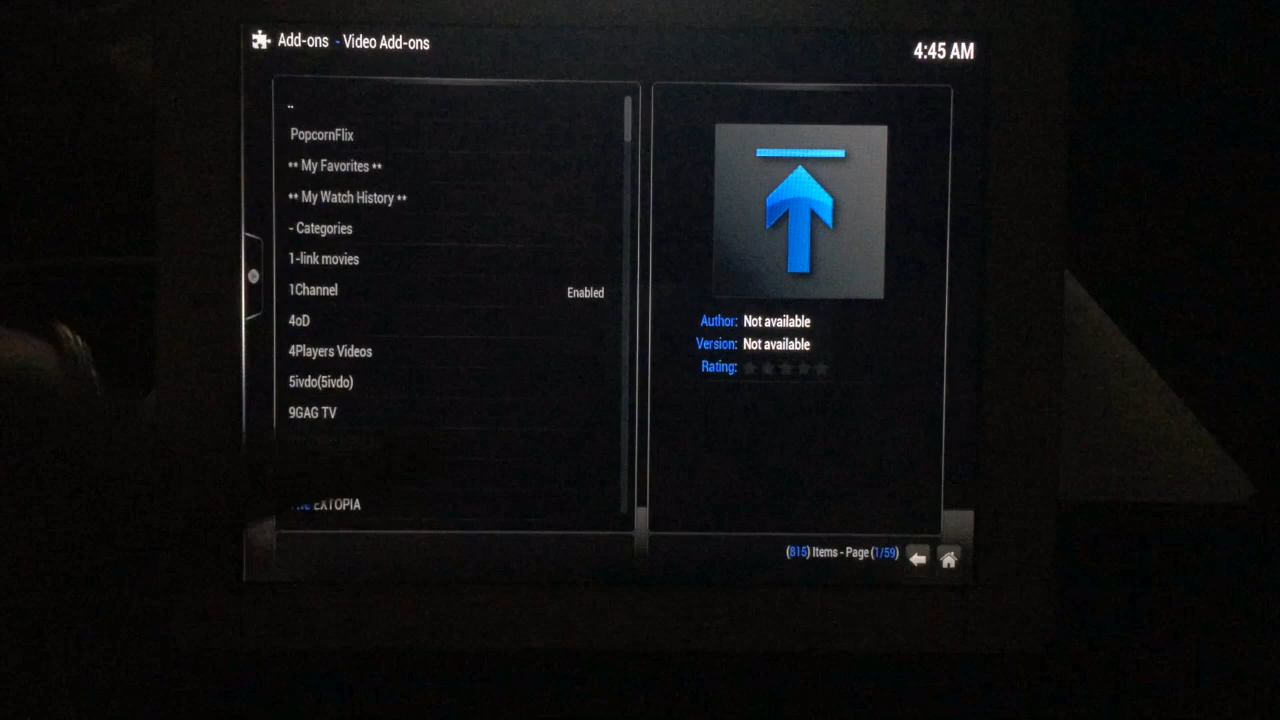 Add-ons - Video Add-ons
4:45 AM
..
PopcornFlix
** My Favorites **
** My Watch History **
- Categories
1-link movies
1Channel Enabled
4oD
4Players Videos
5ivdo(5ivdo)
9GAG TV
EXTOPIA
Author: Not available
Version: Not available
Rating:
(815) Items - Page (1/59)